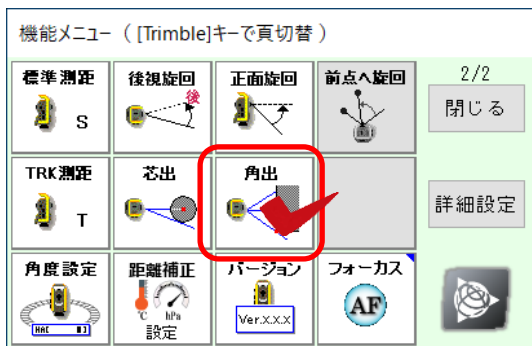 機能メニュー ( [Trimble]キーで頁切替 )
標準測距 後視旋回 正面旋回 前点へ旋回 2/2
後
S
閉じる
TRK測距 芯出 角出
T
詳細設定
角度設定 距離補正 バージョン フォーカス
℃ hPa
AF
HAR
Ver.X.X.X
設定